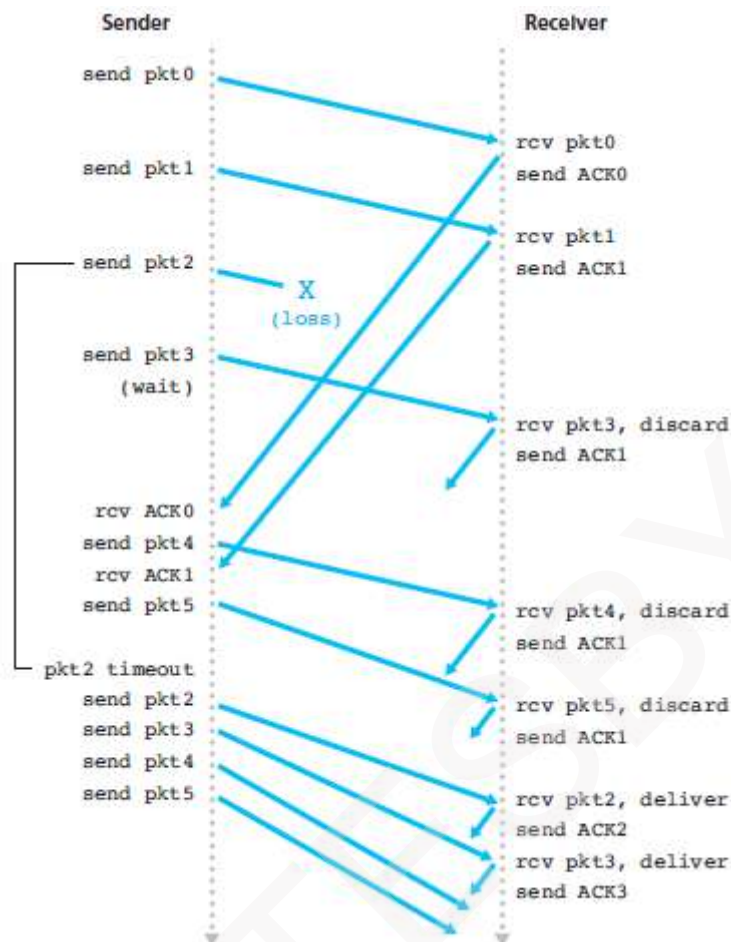 Sender
Receiver
send pkt0
rcv pkt0
send ACK0
send pkt1
rcv pkt1
send ACK1
send pkt2
X
(loss)
send pkt3
(wait)
rcv pkt3, discard
send ACK1
rcv ACK0
send pkt4
rcv ACK1
send pkt5
rcv pkt4, discard
send ACK1
pkt2 timeout
send pkt2
send pkt3
send pkt4
send pkt5
rcv pkt5, discard
send ACK1
rcv pkt2, deliver
send ACK2
rcv pkt3, deliver
send ACK3